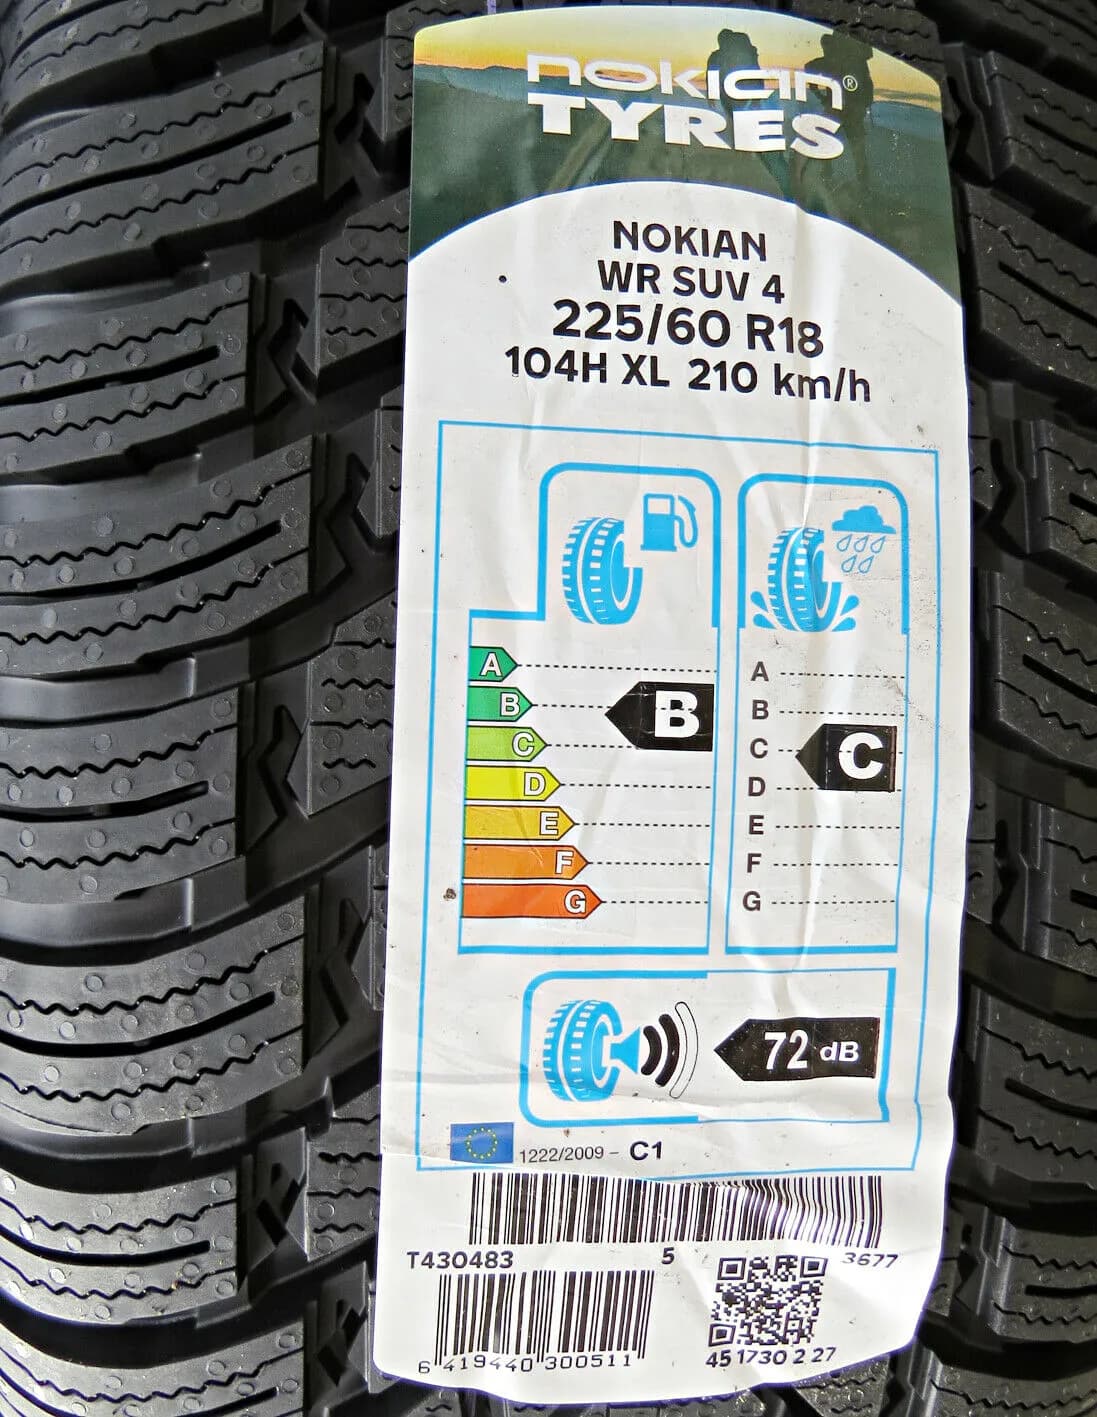 nokian®
TYRES
NOKIAN
WR SUV 4
225/60 R18
104H XL 210 km/h
A
B
C
D
E
F
G
B
A
B
C
D
E
F
G
C
72 dB
1222/2009 - C1
T430483 5 3677
6 419440 300511
451730 2 27